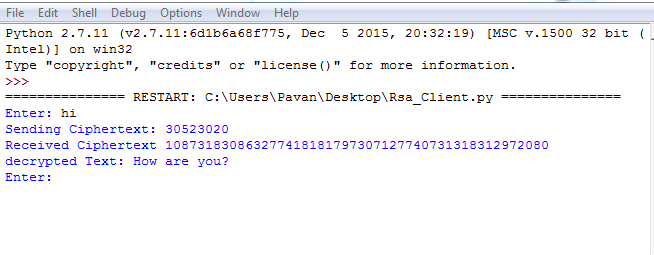 File Edit Shell Debug Options Window Help
Python 2.7.11 (v2.7.11:6d1b6a68f775, Dec  5 2015, 20:32:19) [MSC v.1500 32 bit (
Intel)] on win32
Type "copyright", "credits" or "license()" for more information.
>>>
=============== RESTART: C:\Users\Pavan\Desktop\Rsa_Client.py ===============
Enter: hi
Sending Ciphertext: 30523020
Received Ciphertext 108731830863277418181797307127740731318312972080
decrypted Text: How are you?
Enter: